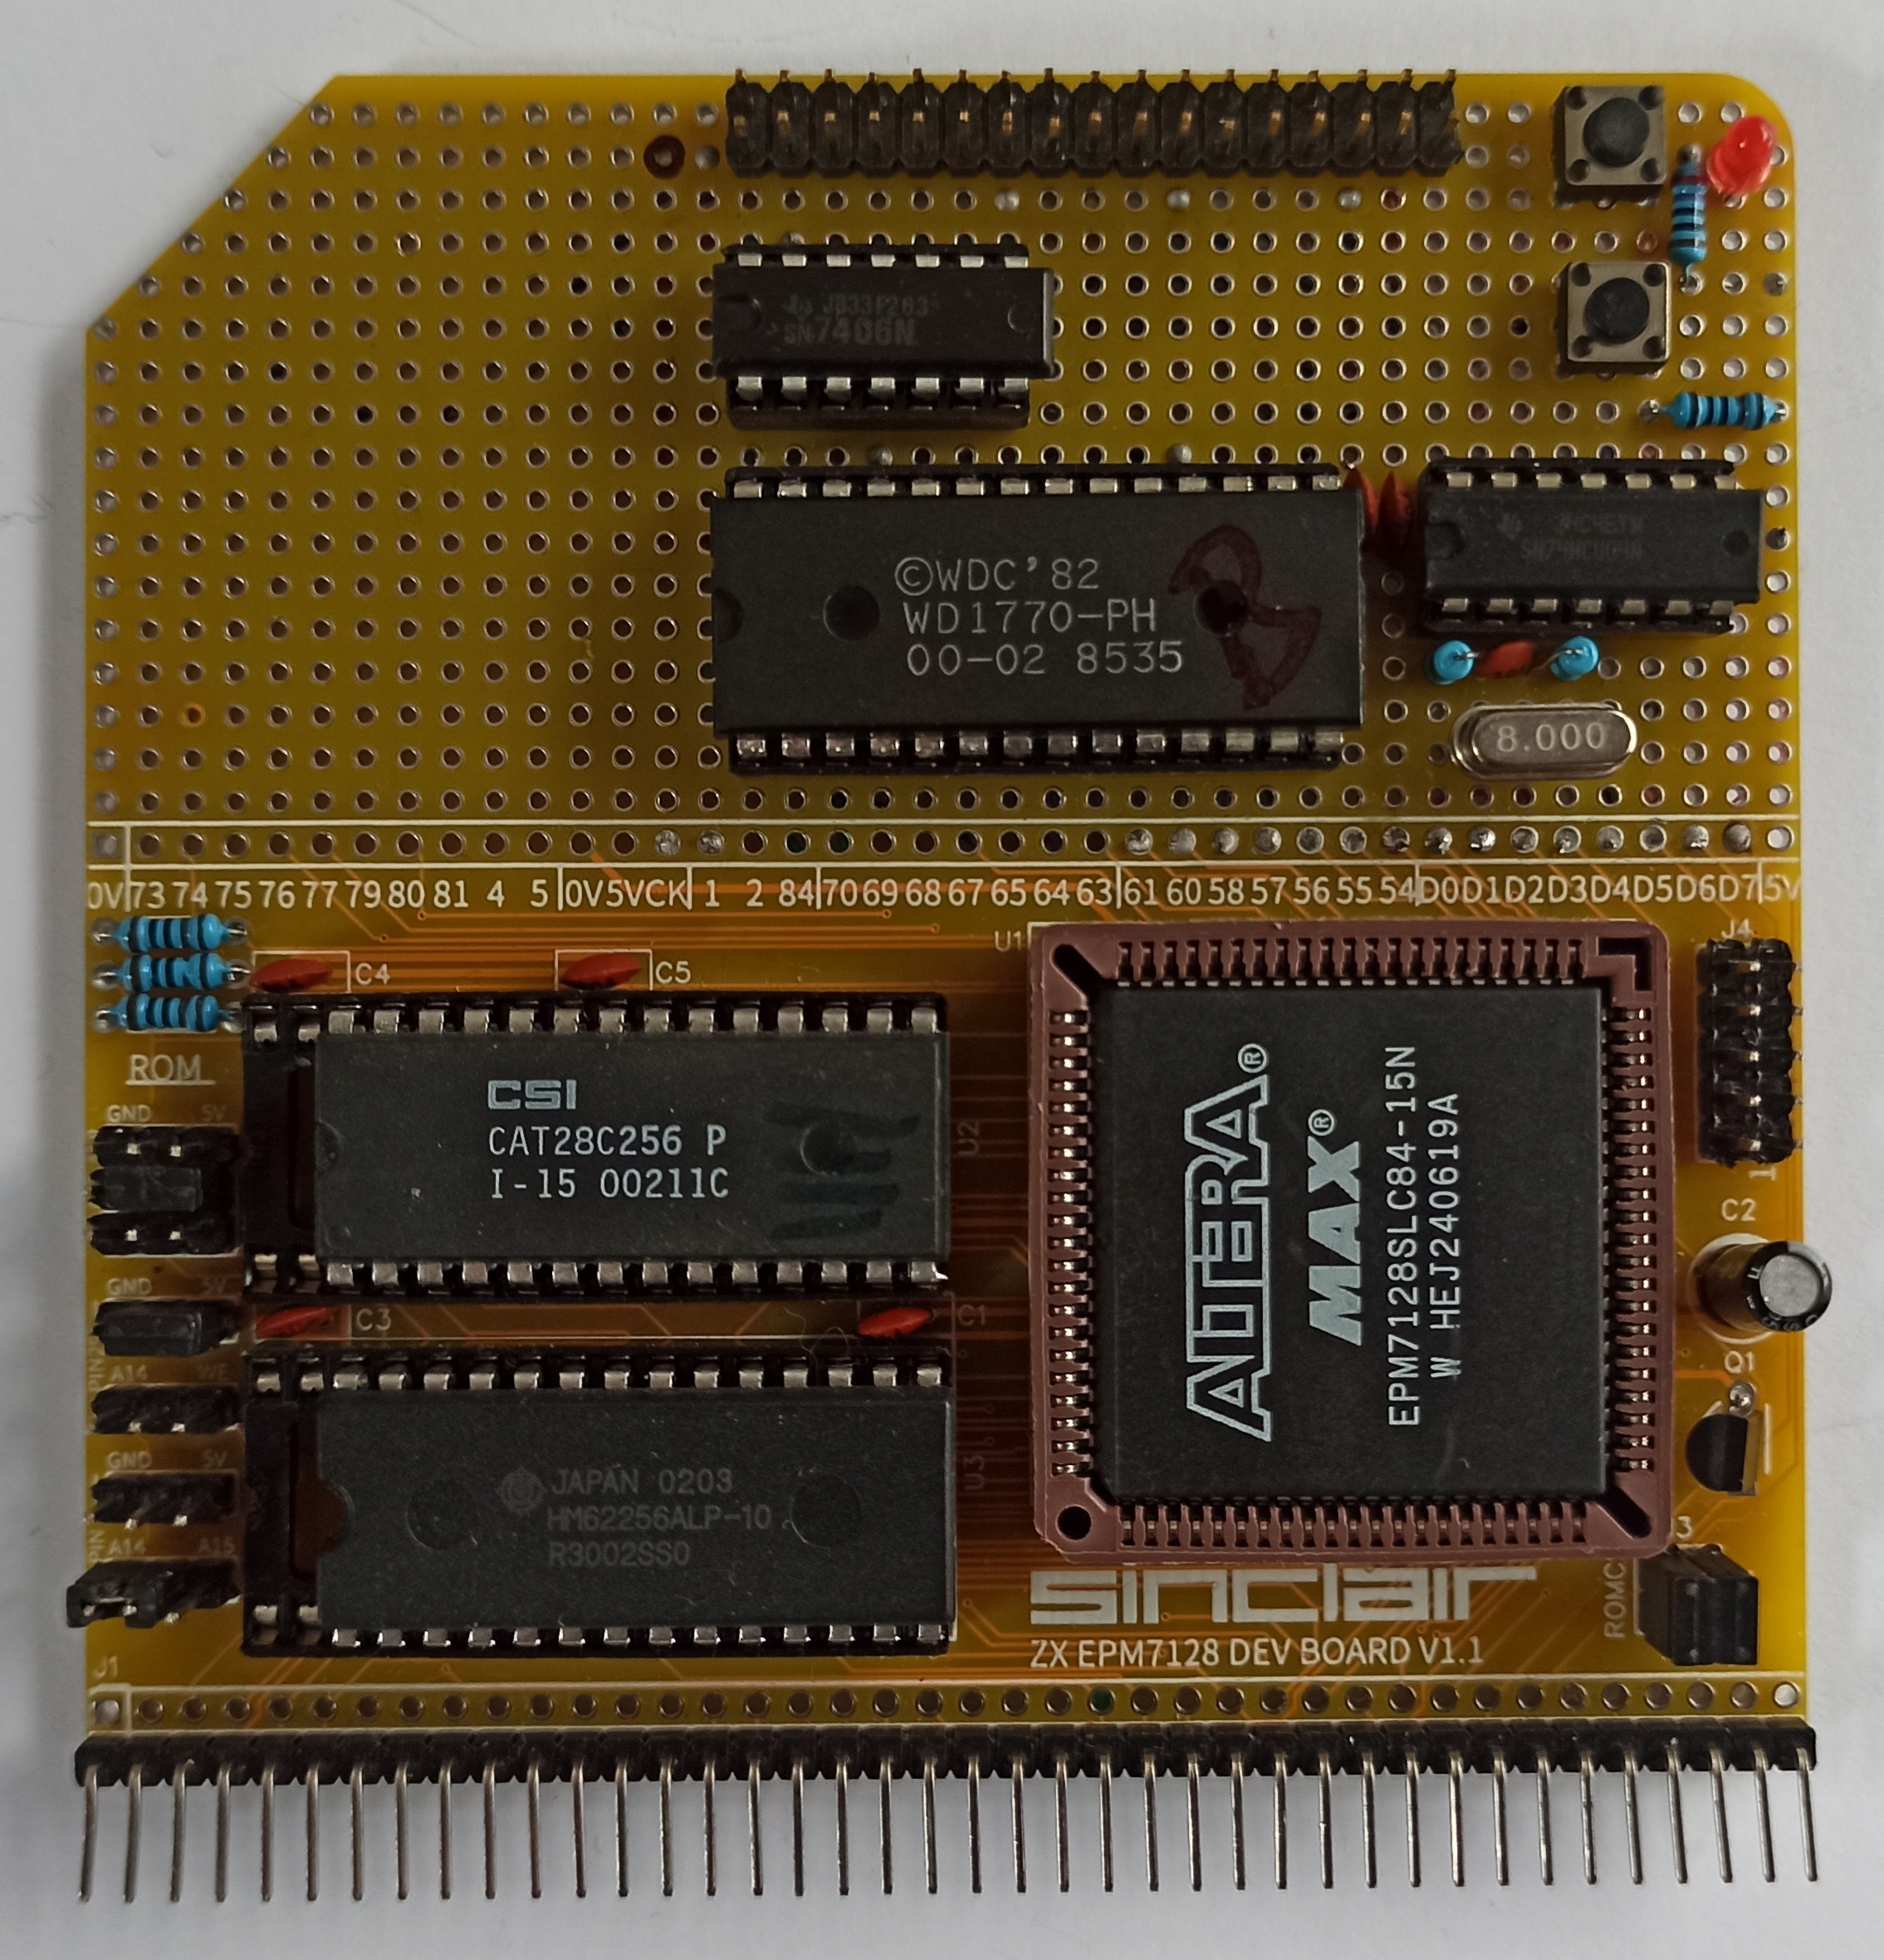 J833P263
SN7406N
©WDC'82
WD1770-PH
00-02 8535
8.000
0V 73 74 75 76 77 79 80 81 4 5 0V 5V CK 1 2 84 70 69 68 67 65 64 63 61 60 58 57 56 55 54 D0 D1 D2 D3 D4 D5 D6 D7 5V
U1
J4
C4
C5
ROM
GND 5V
CSI
CAT28C256 P
I-15 00211C
U2
ALTERA®
MAX®
EPM7128SLC84-15N
W HEJ240619A
1
C2
GND 5V
C3
C1
Q1
A14 WE
GND 5V
JAPAN 0203
HM62256ALP-10
R3002SS0
U3
A14 A15
ROMC
sinclair
ZX EPM7128 DEV BOARD V1.1
J1